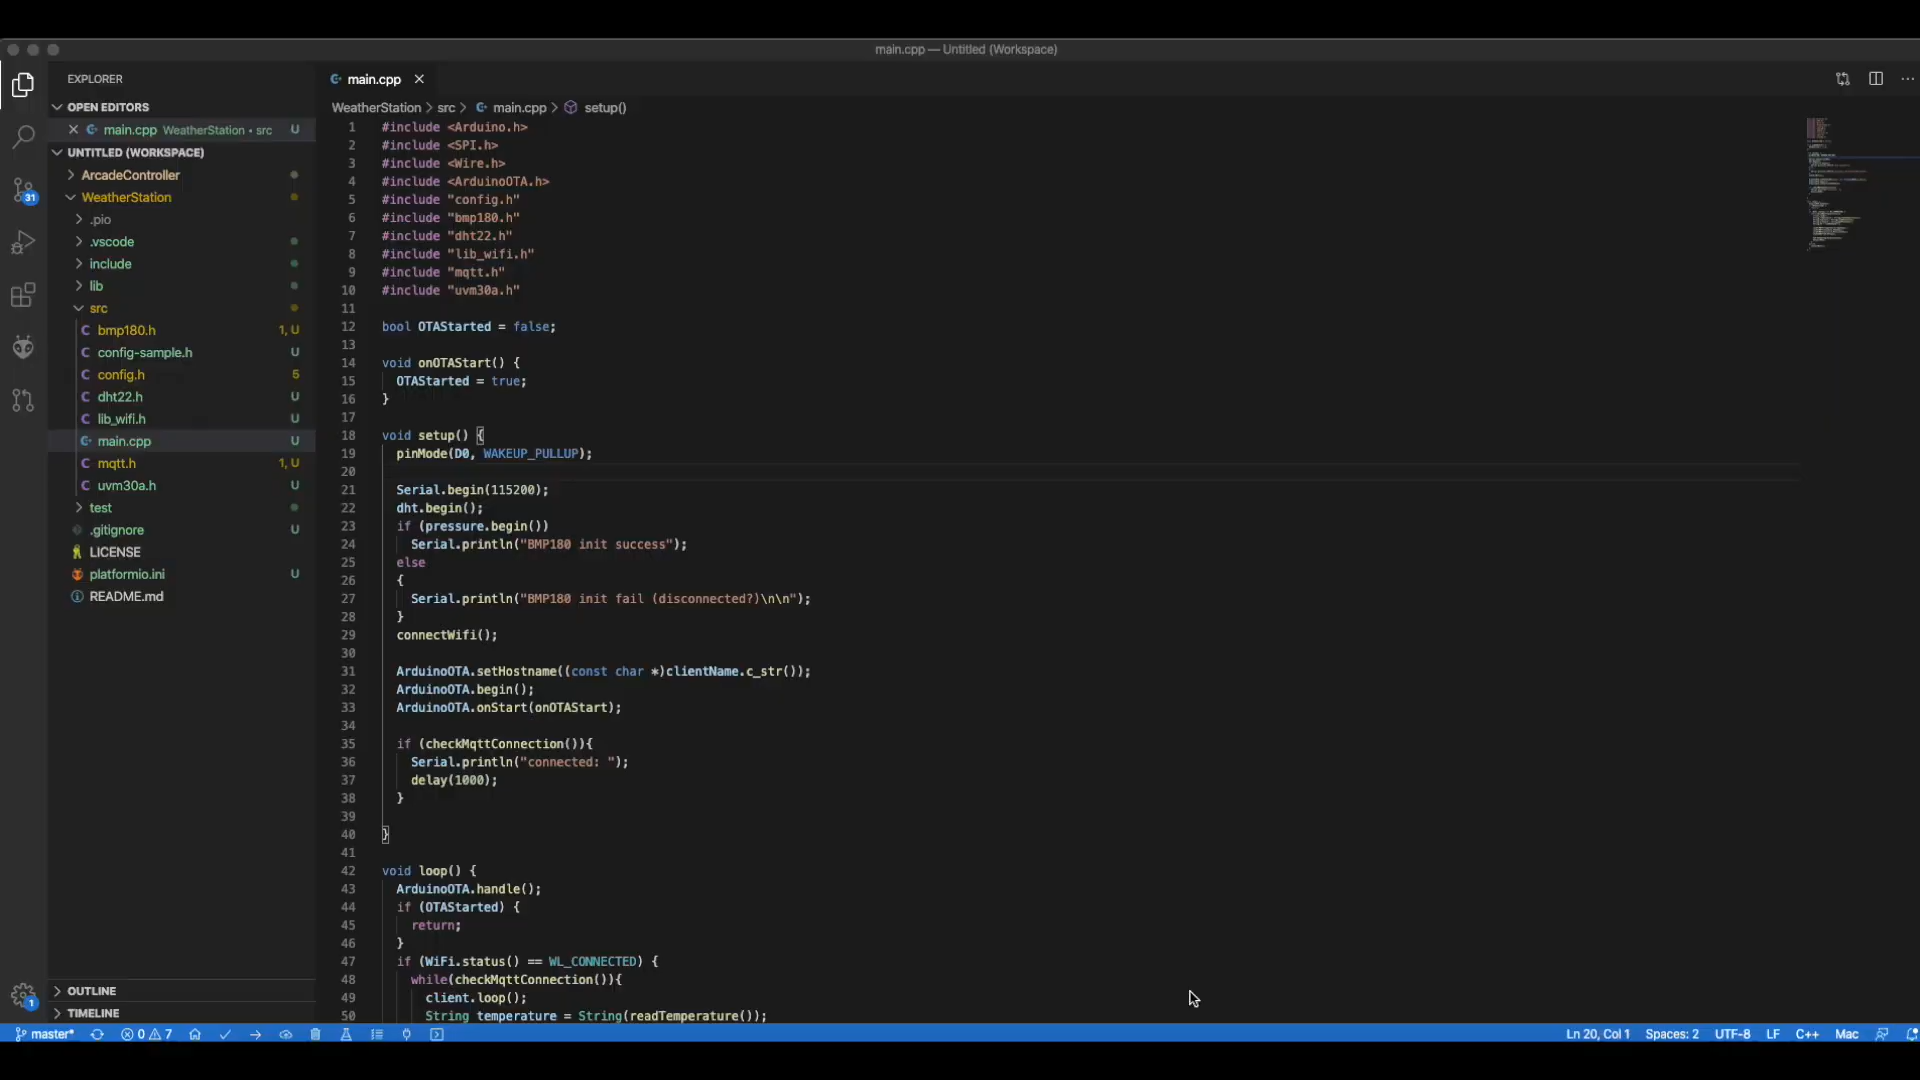 main.cpp — Untitled (Workspace)
EXPLORER
OPEN EDITORS
main.cpp WeatherStation • src U
UNTITLED (WORKSPACE)
ArcadeController
WeatherStation
.pio
.vscode
include
lib
src
bmp180.h 1, U
config-sample.h U
config.h 5
dht22.h U
lib_wifi.h U
main.cpp U
mqtt.h 1, U
uvm30a.h U
test
.gitignore U
LICENSE
platformio.ini U
README.md
OUTLINE
TIMELINE
31
1
main.cpp
WeatherStation > src > main.cpp > setup()
1 #include <Arduino.h>
2 #include <SPI.h>
3 #include <Wire.h>
4 #include <ArduinoOTA.h>
5 #include "config.h"
6 #include "bmp180.h"
7 #include "dht22.h"
8 #include "lib_wifi.h"
9 #include "mqtt.h"
10 #include "uvm30a.h"
11
12 bool OTAStarted = false;
13
14 void onOTAStart() {
15 OTAStarted = true;
16 }
17
18 void setup() {
19 pinMode(D0, WAKEUP_PULLUP);
20
21 Serial.begin(115200);
22 dht.begin();
23 if (pressure.begin())
24 Serial.println("BMP180 init success");
25 else
26 {
27 Serial.println("BMP180 init fail (disconnected?)\n\n");
28 }
29 connectWifi();
30
31 ArduinoOTA.setHostname((const char *)clientName.c_str());
32 ArduinoOTA.begin();
33 ArduinoOTA.onStart(onOTAStart);
34
35 if (checkMqttConnection()){
36 Serial.println("connected: ");
37 delay(1000);
38 }
39
40 }
41
42 void loop() {
43 ArduinoOTA.handle();
44 if (OTAStarted) {
45 return;
46 }
47 if (WiFi.status() == WL_CONNECTED) {
48 while(checkMqttConnection()){
49 client.loop();
50 String temperature = String(readTemperature());
master* 0 7 Ln 20, Col 1 Spaces: 2 UTF-8 LF C++ Mac